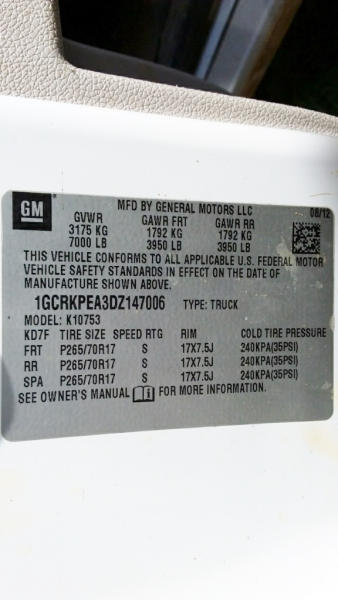 GM
MFD BY GENERAL MOTORS LLC 08/12
GVWR GAWR FRT GAWR RR
3175 KG 1792 KG 1792 KG
7000 LB 3950 LB 3950 LB
THIS VEHICLE CONFORMS TO ALL APPLICABLE U.S. FEDERAL MOTOR
VEHICLE SAFETY STANDARDS IN EFFECT ON THE DATE OF
MANUFACTURE SHOWN ABOVE.
1GCRKPEA3DZ147006 TYPE: TRUCK
MODEL: K10753
KD7F TIRE SIZE SPEED RTG RIM COLD TIRE PRESSURE
FRT P265/70R17 S 17X7.5J 240KPA(35PSI)
RR P265/70R17 S 17X7.5J 240KPA(35PSI)
SPA P265/70R17 S 17X7.5J 240KPA(35PSI)
SEE OWNER'S MANUAL FOR MORE INFORMATION